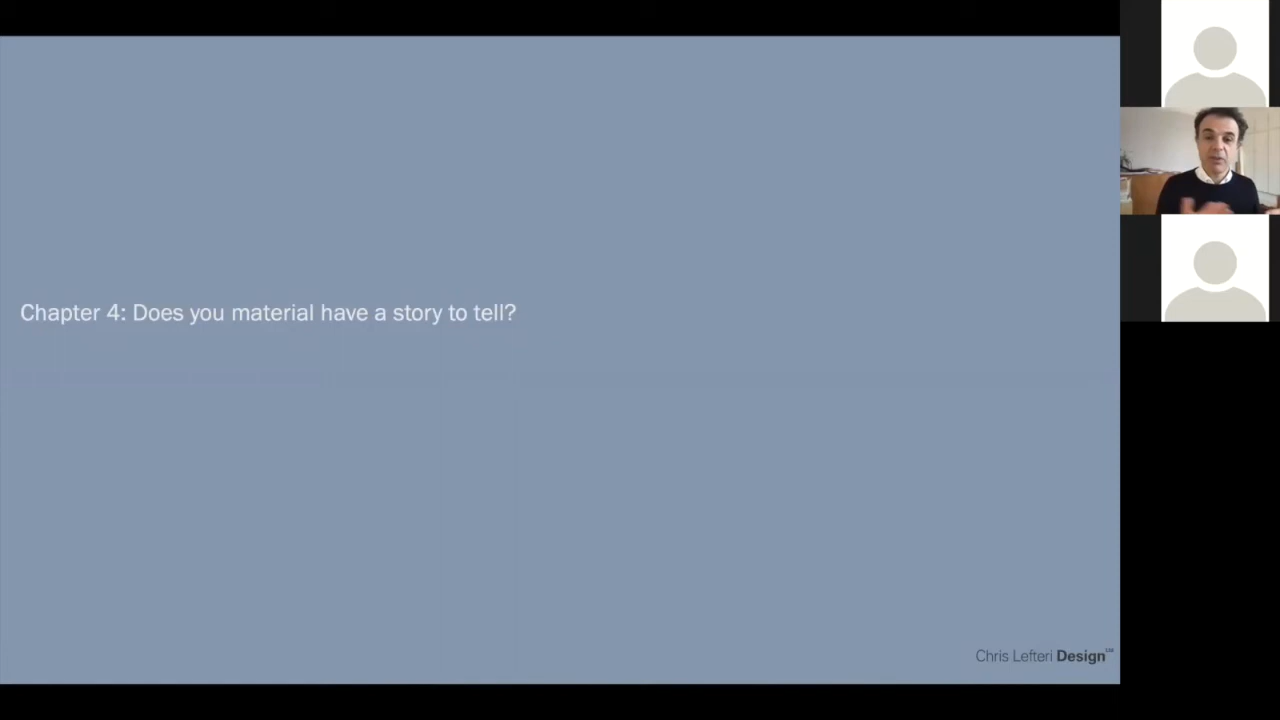 Chapter 4: Does you material have a story to tell?
Chris Lefteri Design